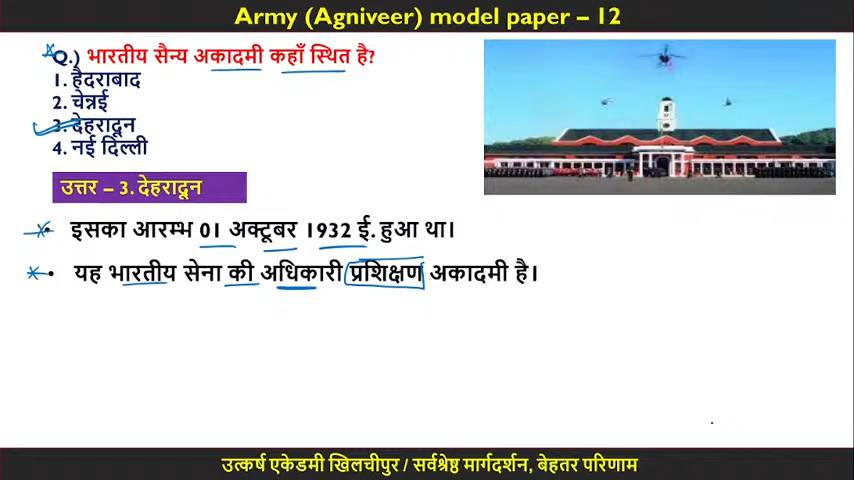 Army (Agniveer) model paper – 12
Q.) भारतीय सैन्य अकादमी कहाँ स्थित है?
1. हैदराबाद
2. चेन्नई
3. देहरादून
4. नई दिल्ली
उत्तर – 3. देहरादून
• इसका आरम्भ 01 अक्टूबर 1932 ई. हुआ था।
• यह भारतीय सेना की अधिकारी प्रशिक्षण अकादमी है।
उत्कर्ष एकेडमी खिलचीपुर / सर्वश्रेष्ठ मार्गदर्शन, बेहतर परिणाम